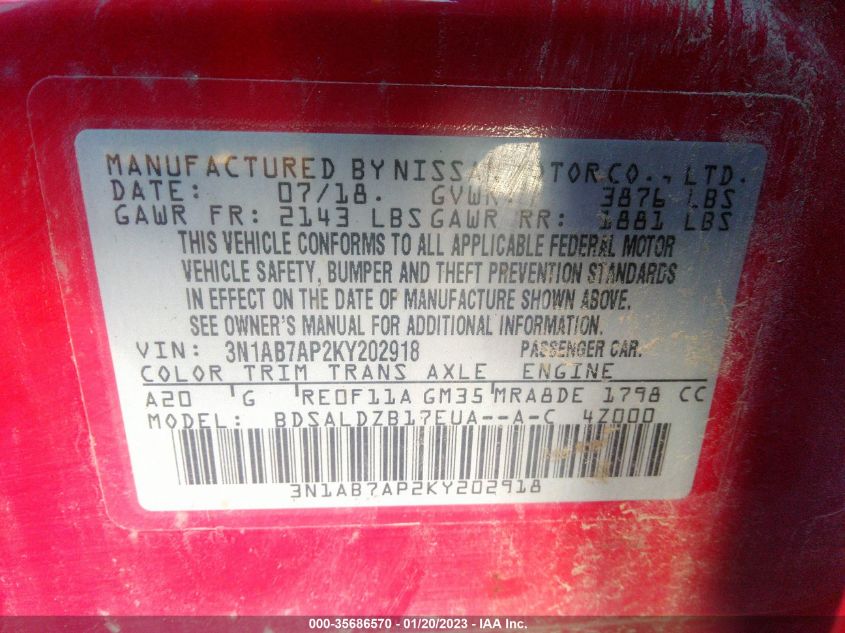 MANUFACTURED BY NISSAN MOTOR CO., LTD.
DATE: 07/18. GVWR: 3876 LBS
GAWR FR: 2143 LBS GAWR RR: 1881 LBS
THIS VEHICLE CONFORMS TO ALL APPLICABLE FEDERAL MOTOR
VEHICLE SAFETY, BUMPER AND THEFT PREVENTION STANDARDS
IN EFFECT ON THE DATE OF MANUFACTURE SHOWN ABOVE.
SEE OWNER'S MANUAL FOR ADDITIONAL INFORMATION.
VIN: 3N1AB7AP2KY202918 PASSENGER CAR.
COLOR TRIM TRANS AXLE ENGINE
A20 G RE0F11A GM35 MRA8DE 1798 CC
MODEL: BDSALDZB17EUA--A-C 4Z000
3N1AB7AP2KY202918
000-35686570 / 01/20/2023 - IAA Inc.